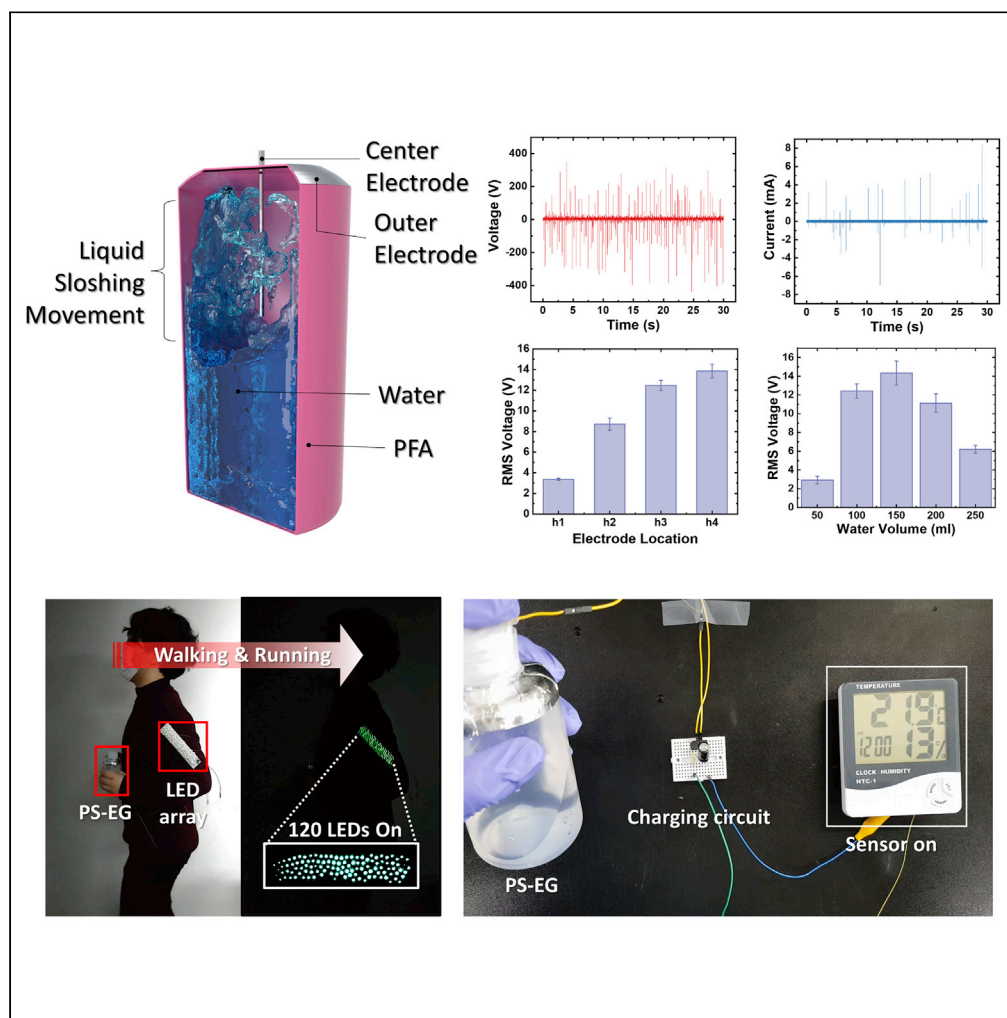 Center
Electrode
Outer
Electrode
Liquid
Sloshing
Movement
Water
PFA
Voltage (V)
400
200
0
-200
-400
0
5
10
15
20
25
30
Time (s)
Current (mA)
8
6
4
2
0
-2
-4
-6
-8
0
5
10
15
20
25
30
Time (s)
RMS Voltage (V)
16
14
12
10
8
6
4
2
0
h1
h2
h3
h4
Electrode Location
RMS Voltage (V)
16
14
12
10
8
6
4
2
0
50
100
150
200
250
Water Volume (ml)
Walking & Running
PS-EG
LED
array
120 LEDs On
PS-EG
Charging circuit
TEMPERATURE
21.9℃
12:00
13%
CLOCK / HUMIDITY
HTC-1
Sensor on